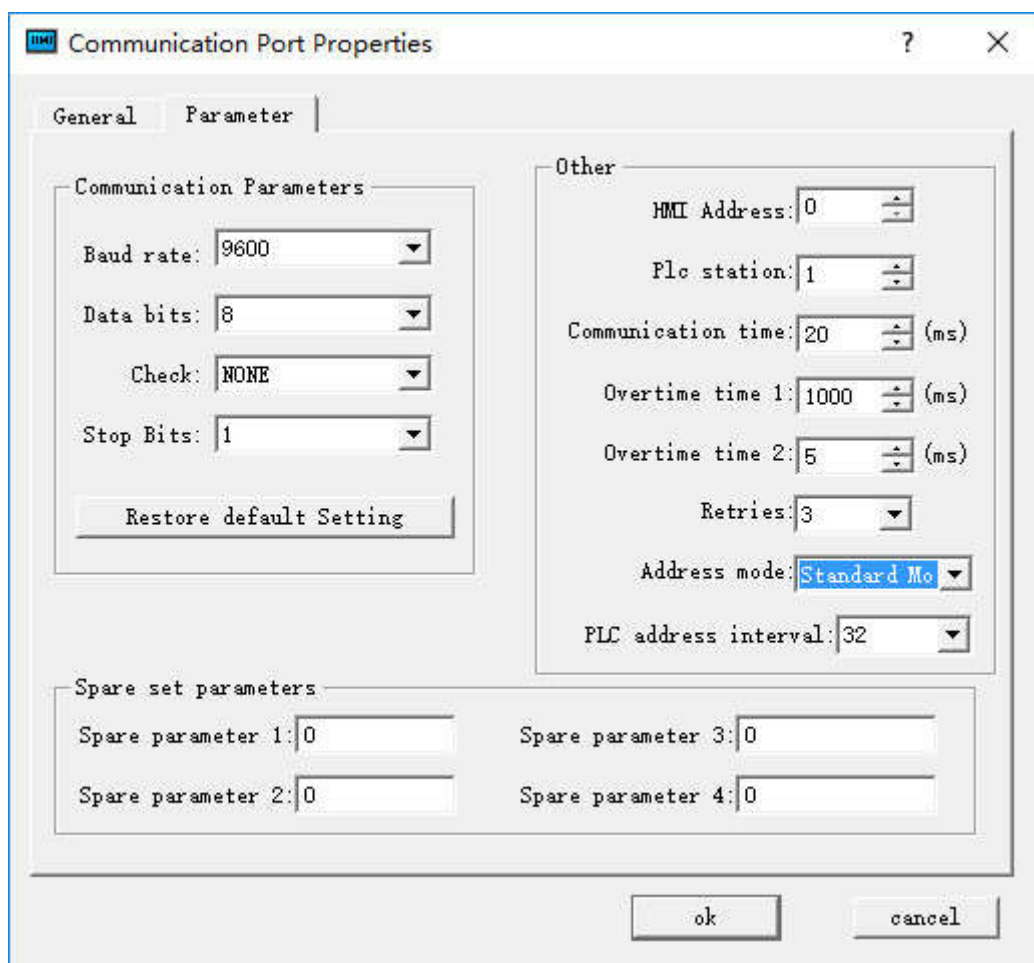 HMI Communication Port Properties ? ×
General Parameter
Communication Parameters
Baud rate: 9600
Data bits: 8
Check: NONE
Stop Bits: 1
Restore default Setting
Other
HMI Address: 0
Plc station: 1
Communication time: 20 (ms)
Overtime time 1: 1000 (ms)
Overtime time 2: 5 (ms)
Retries: 3
Address mode: Standard Mo
PLC address interval: 32
Spare set parameters
Spare parameter 1: 0 Spare parameter 3: 0
Spare parameter 2: 0 Spare parameter 4: 0
ok cancel